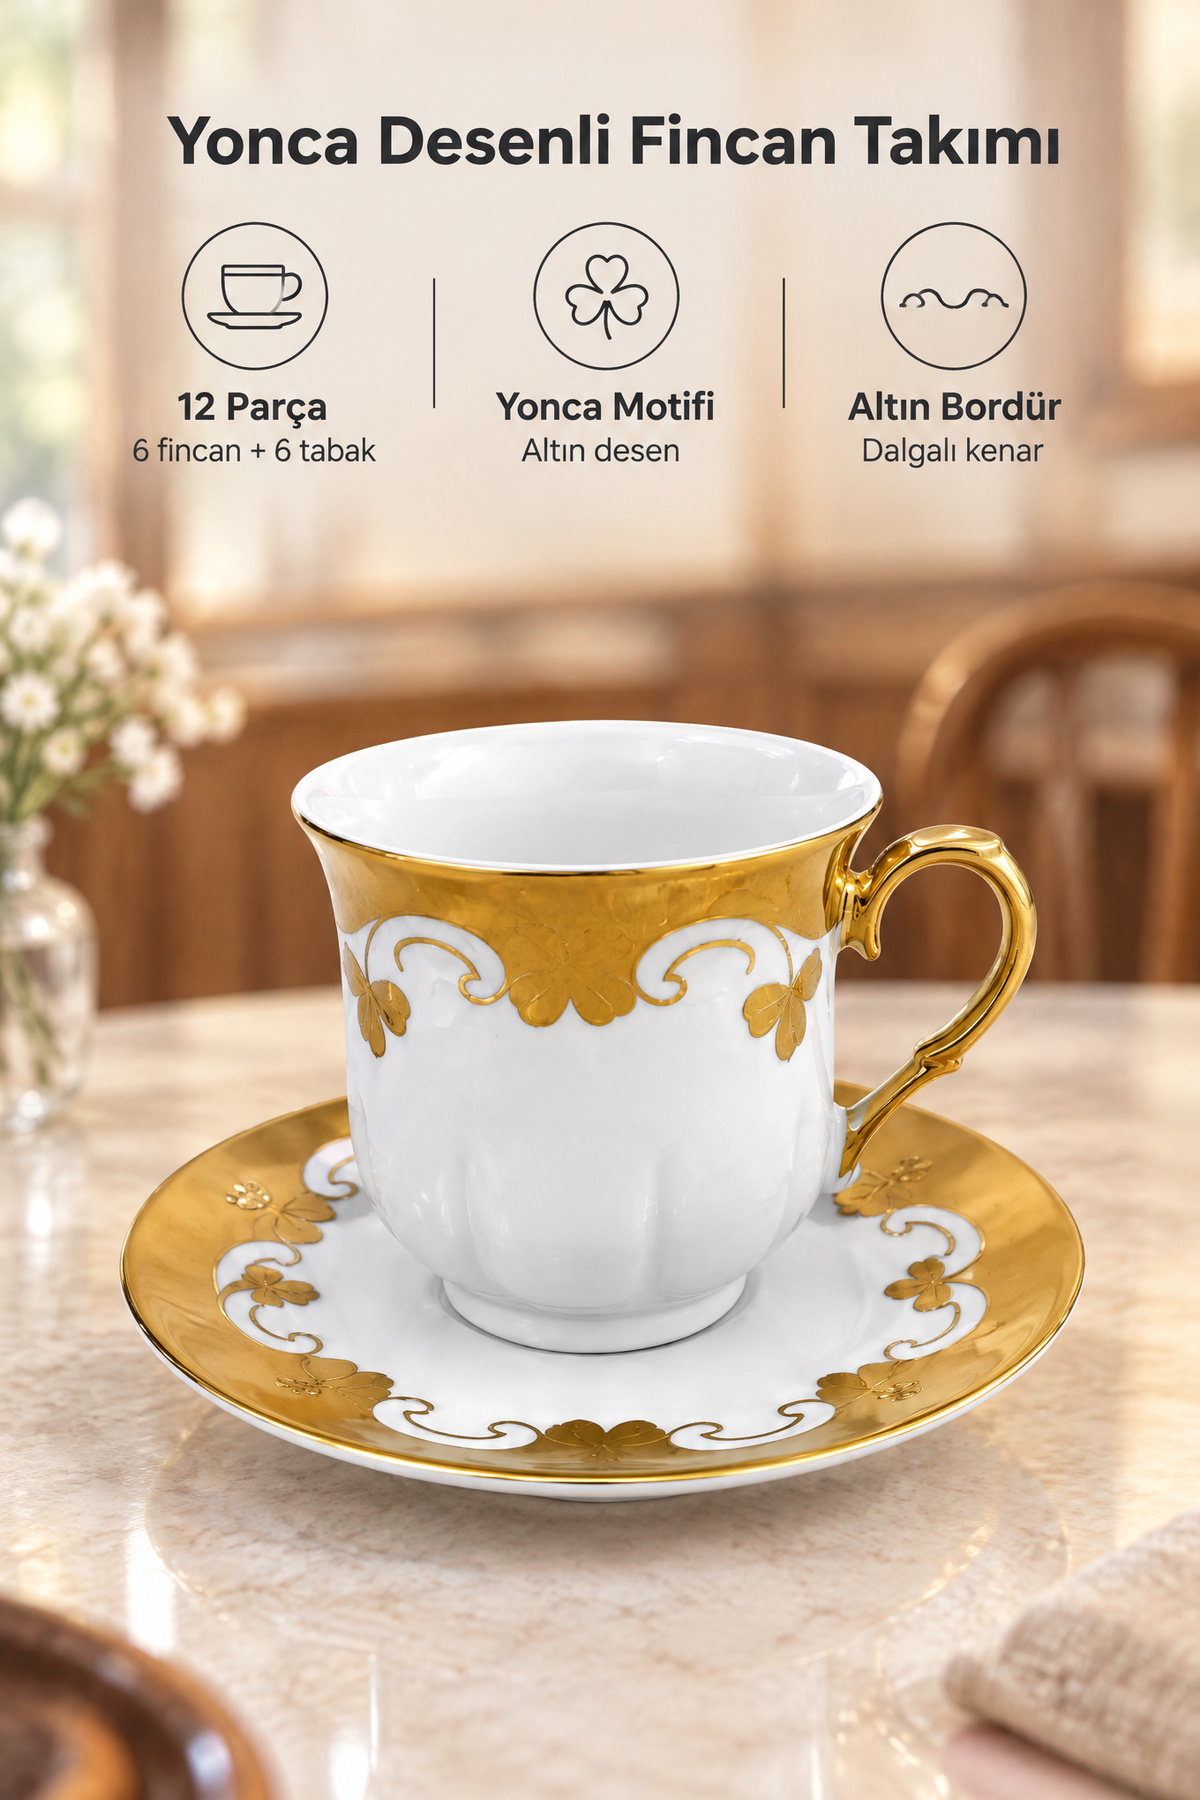 Yonca Desenli Fincan Takımı
12 Parça
6 fincan + 6 tabak
Yonca Motifi
Altın desen
Altın Bordür
Dalgalı kenar